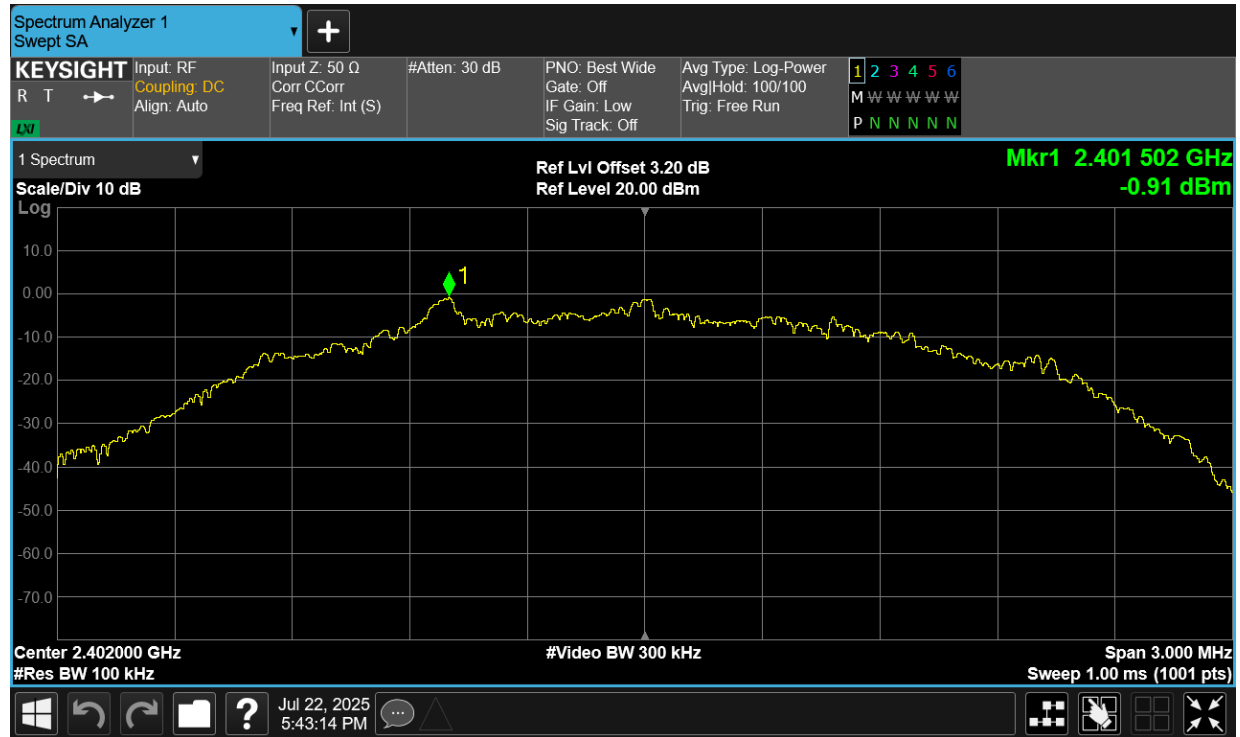 Spectrum Analyzer 1
Swept SA
KEYSIGHT
R T
LXI
Input: RF
Coupling: DC
Align: Auto
Input Z: 50 Ω
Corr CCorr
Freq Ref: Int (S)
#Atten: 30 dB
PNO: Best Wide
Gate: Off
IF Gain: Low
Sig Track: Off
Avg Type: Log-Power
Avg|Hold: 100/100
Trig: Free Run
1 2 3 4 5 6
M W W W W W
P N N N N N
1 Spectrum
Scale/Div 10 dB
Log
Ref Lvl Offset 3.20 dB
Ref Level 20.00 dBm
Mkr1 2.401 502 GHz
-0.91 dBm
10.0
1
0.00
-10.0
-20.0
-30.0
-40.0
-50.0
-60.0
-70.0
Center 2.402000 GHz
#Video BW 300 kHz
Span 3.000 MHz
#Res BW 100 kHz
Sweep 1.00 ms (1001 pts)
?
Jul 22, 2025
5:43:14 PM